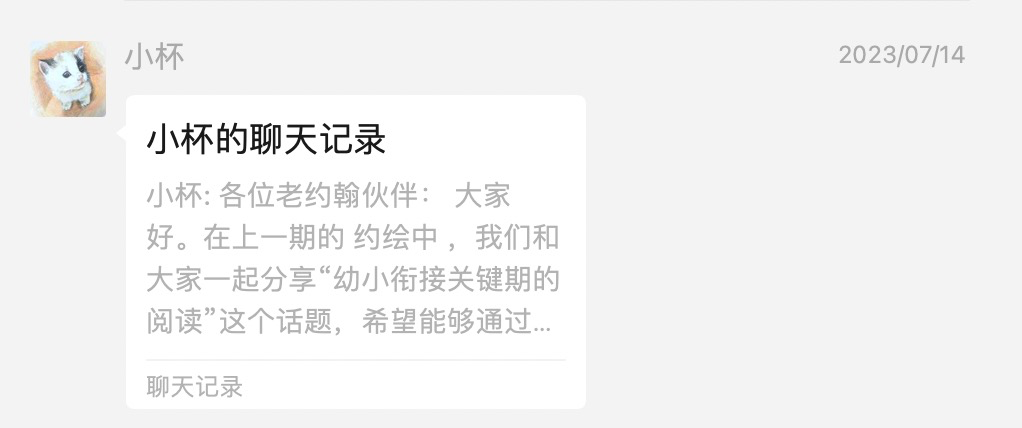 小杯
2023/07/14
小杯的聊天记录
小杯: 各位老约翰伙伴： 大家
好。在上一期的 约绘中 ，我们和
大家一起分享“幼小衔接关键期的
阅读”这个话题，希望能够通过...
聊天记录